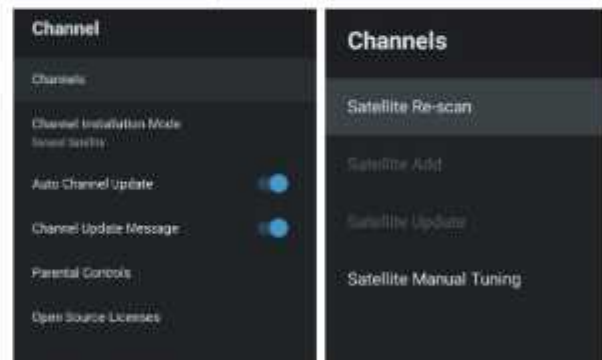 Channel
Channels
Channel Installation Mode
Auto Channel Update
Channel Update Message
Parental Controls
Open Source Licenses
Channels
Satellite Re-scan
Satellite Add
Satellite Update
Satellite Manual Tuning